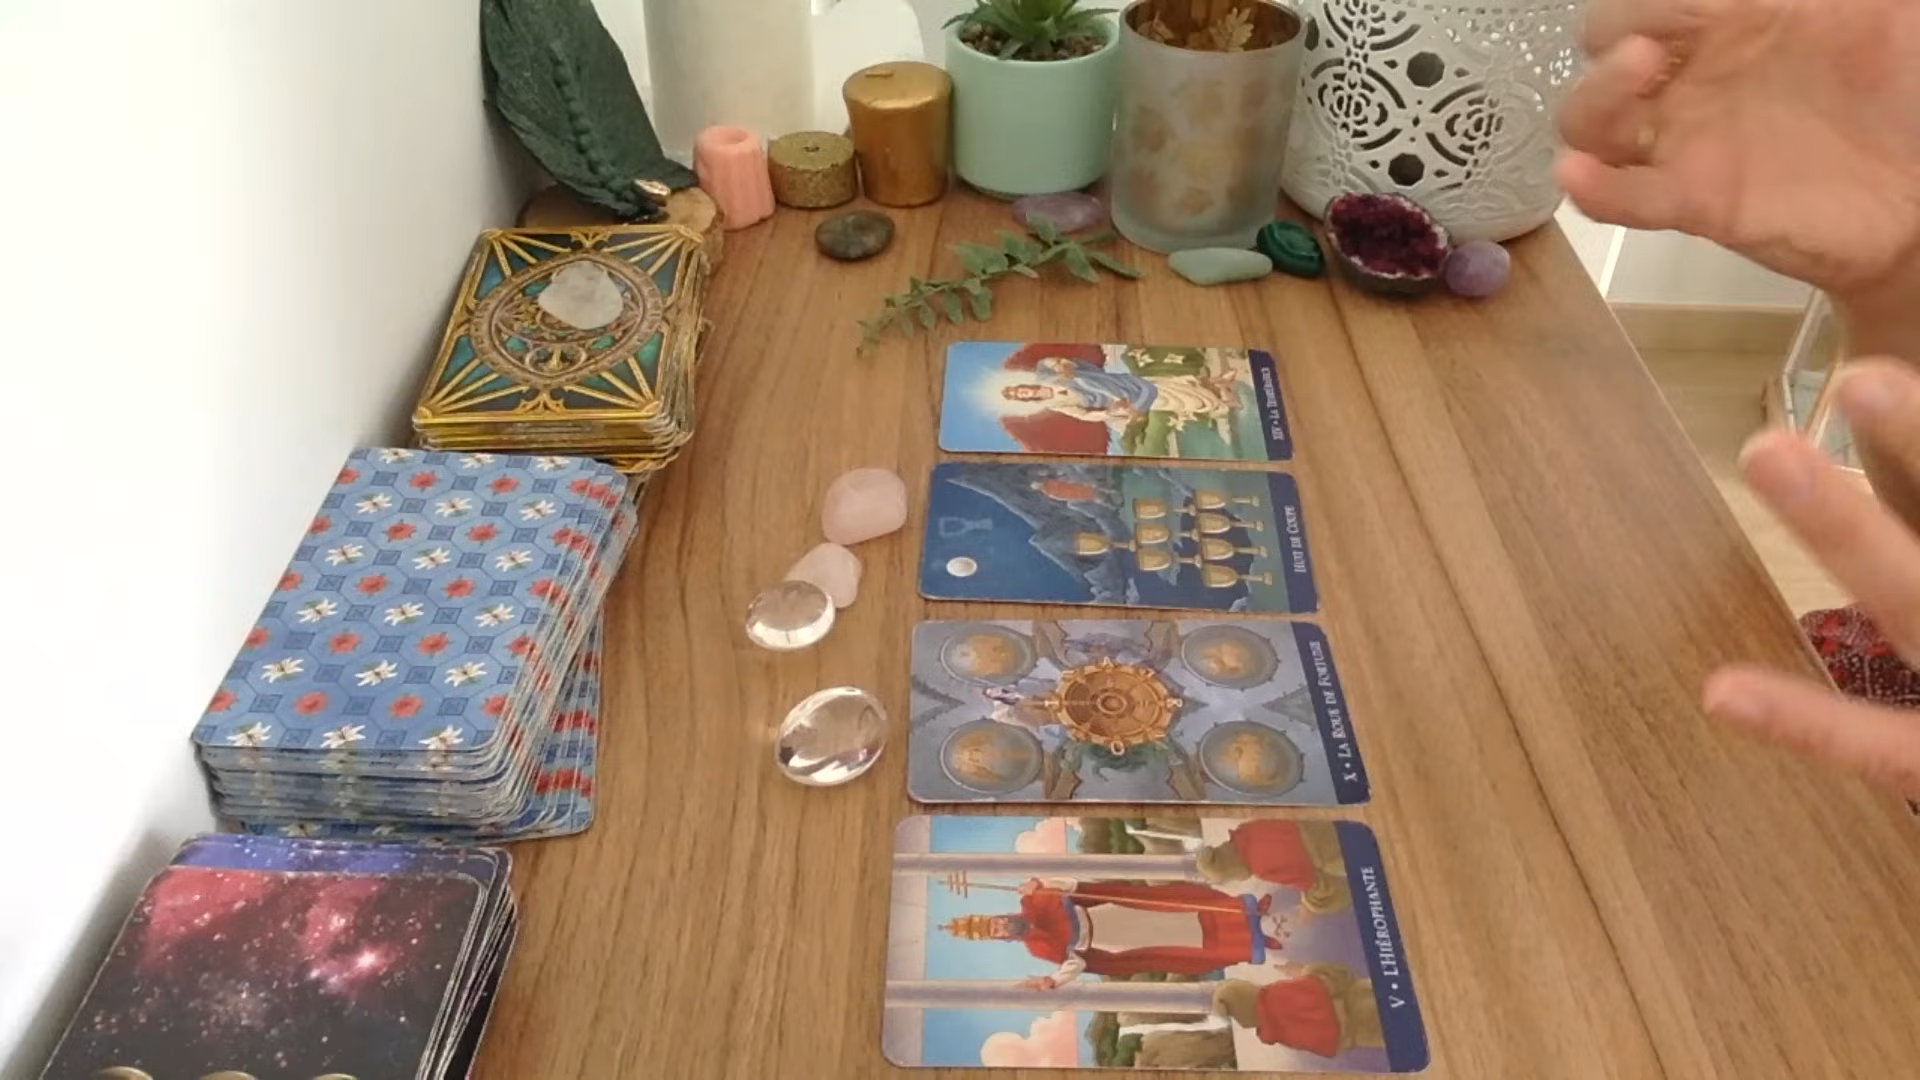 XIV • LA TEMPÉRANCE
HUIT DE COUPE
X • LA ROUE DE FORTUNE
V • L'HIÉROPHANTE